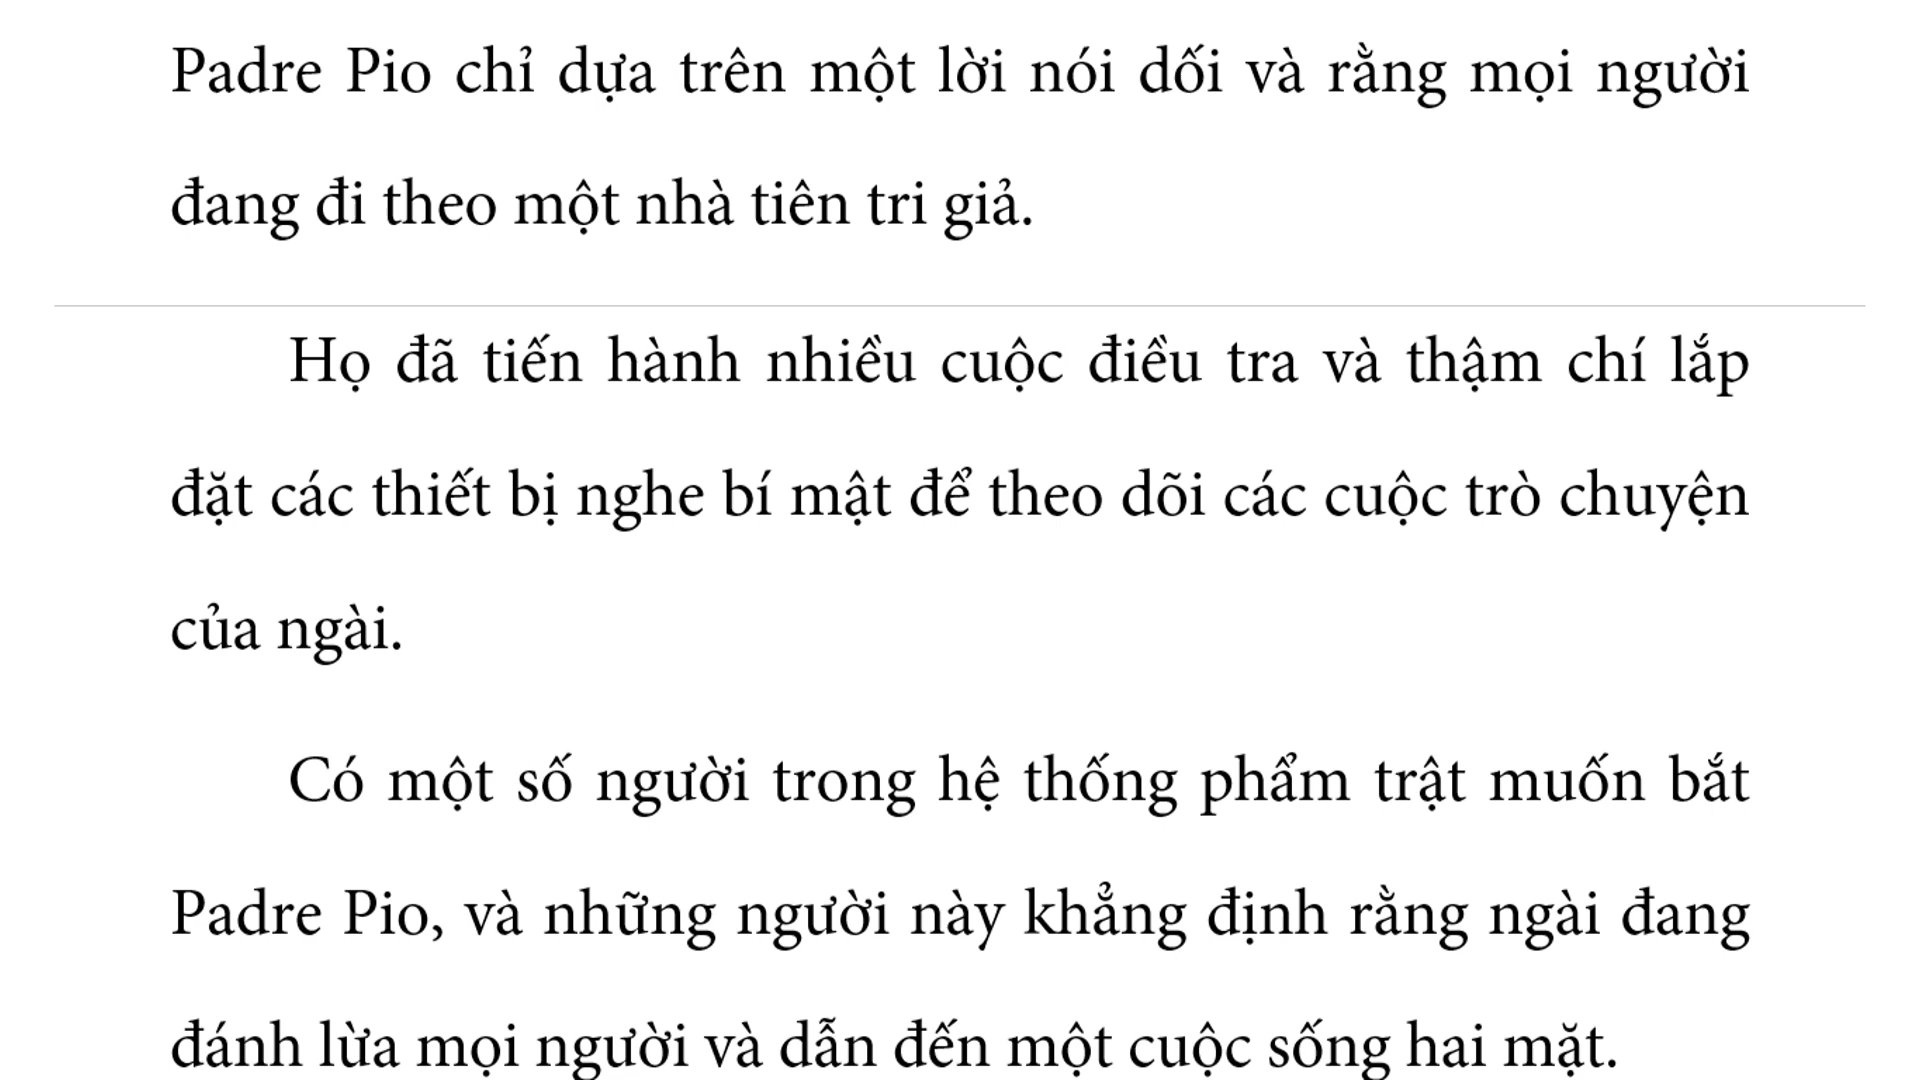 Padre Pio chỉ dựa trên một lời nói dối và rằng mọi người
đang đi theo một nhà tiên tri giả.
Họ đã tiến hành nhiều cuộc điều tra và thậm chí lắp
đặt các thiết bị nghe bí mật để theo dõi các cuộc trò chuyện
của ngài.
Có một số người trong hệ thống phẩm trật muốn bắt
Padre Pio, và những người này khẳng định rằng ngài đang
đánh lừa mọi người và dẫn đến một cuộc sống hai mặt.